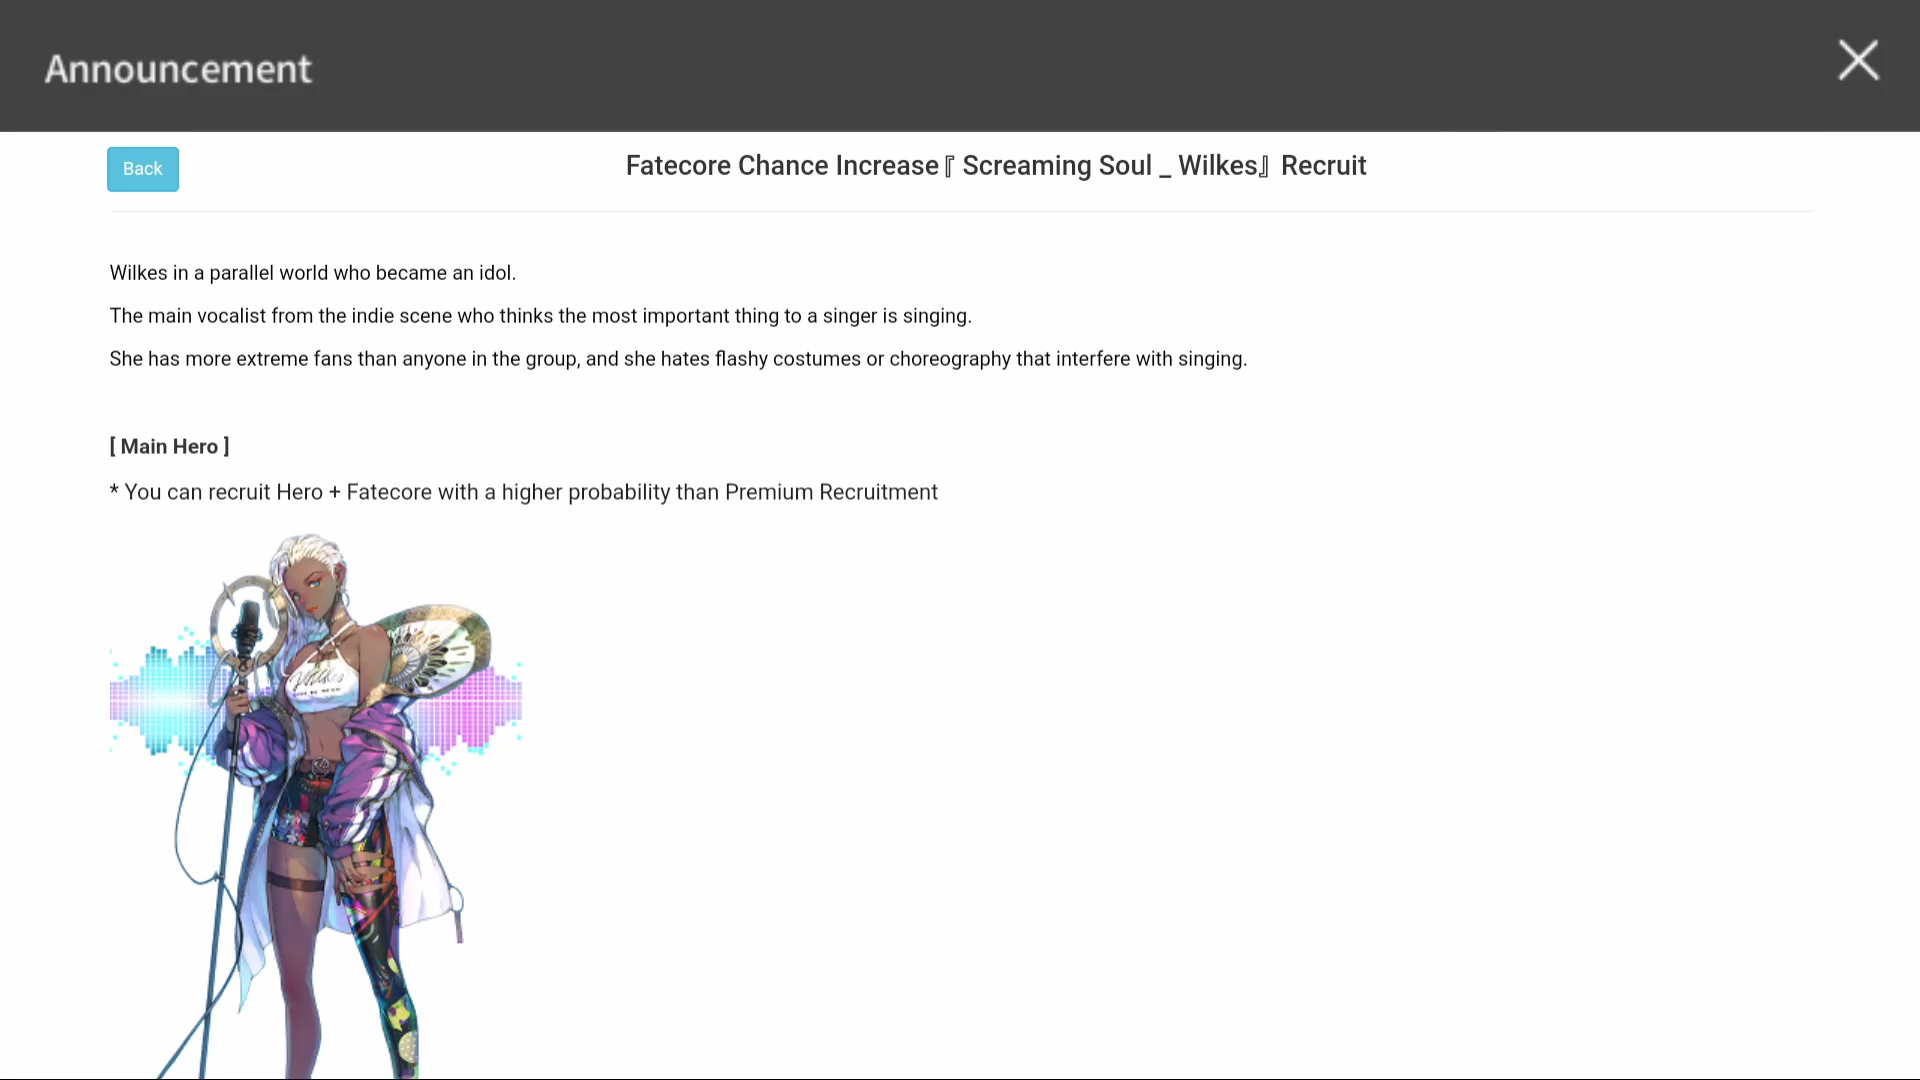 Announcement
Back
Fatecore Chance Increase『 Screaming Soul _ Wilkes』 Recruit
Wilkes in a parallel world who became an idol.
The main vocalist from the indie scene who thinks the most important thing to a singer is singing.
She has more extreme fans than anyone in the group, and she hates flashy costumes or choreography that interfere with singing.
[ Main Hero ]
* You can recruit Hero + Fatecore with a higher probability than Premium Recruitment
Wilkes